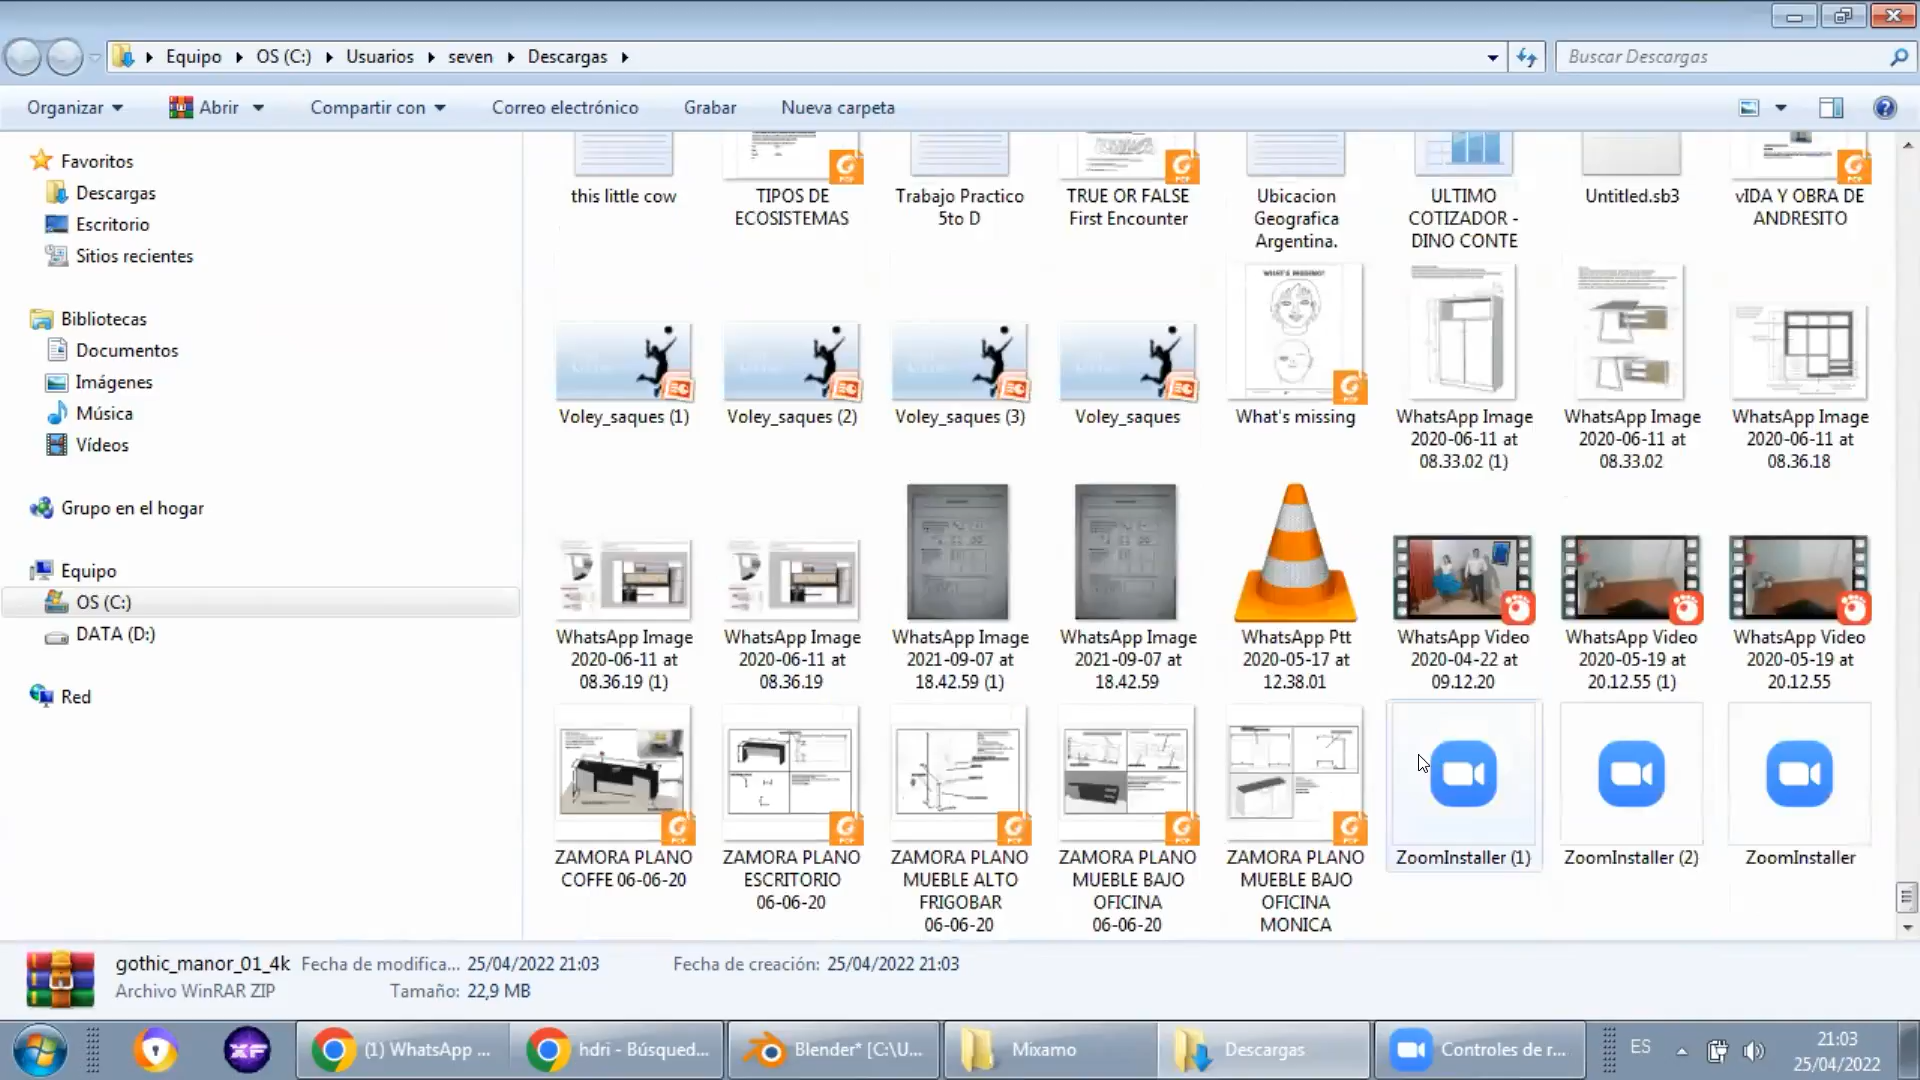 Equipo ▸ OS (C:) ▸ Usuarios ▸ seven ▸ Descargas ▸
Buscar Descargas
Organizar
Abrir
Compartir con
Correo electrónico
Grabar
Nueva carpeta
Favoritos
Descargas
Escritorio
Sitios recientes
Bibliotecas
Documentos
Imágenes
Música
Vídeos
Grupo en el hogar
Equipo
OS (C:)
DATA (D:)
Red
this little cow
TIPOS DE
ECOSISTEMAS
Trabajo Practico
5to D
TRUE OR FALSE
First Encounter
Ubicacion
Geografica
Argentina.
ULTIMO
COTIZADOR -
DINO CONTE
Untitled.sb3
vIDA Y OBRA DE
ANDRESITO
WHAT'S MISSING?
Voley_saques (1)
Voley_saques (2)
Voley_saques (3)
Voley_saques
What's missing
WhatsApp Image
2020-06-11 at
08.33.02 (1)
WhatsApp Image
2020-06-11 at
08.33.02
WhatsApp Image
2020-06-11 at
08.36.18
WhatsApp Image
2020-06-11 at
08.36.19 (1)
WhatsApp Image
2020-06-11 at
08.36.19
WhatsApp Image
2021-09-07 at
18.42.59 (1)
WhatsApp Image
2021-09-07 at
18.42.59
WhatsApp Ptt
2020-05-17 at
12.38.01
WhatsApp Video
2020-04-22 at
09.12.20
WhatsApp Video
2020-05-19 at
20.12.55 (1)
WhatsApp Video
2020-05-19 at
20.12.55
ZAMORA PLANO
COFFE 06-06-20
ZAMORA PLANO
ESCRITORIO
06-06-20
ZAMORA PLANO
MUEBLE ALTO
FRIGOBAR
06-06-20
ZAMORA PLANO
MUEBLE BAJO
OFICINA
06-06-20
ZAMORA PLANO
MUEBLE BAJO
OFICINA
MONICA
ZoomInstaller (1)
ZoomInstaller (2)
ZoomInstaller
gothic_manor_01_4k Fecha de modifica... 25/04/2022 21:03 Fecha de creación: 25/04/2022 21:03
Archivo WinRAR ZIP Tamaño: 22,9 MB
XF
(1) WhatsApp ...
hdri - Búsqued...
Blender* [C:\U...
Mixamo
Descargas
Controles de r...
ES
21:03
25/04/2022